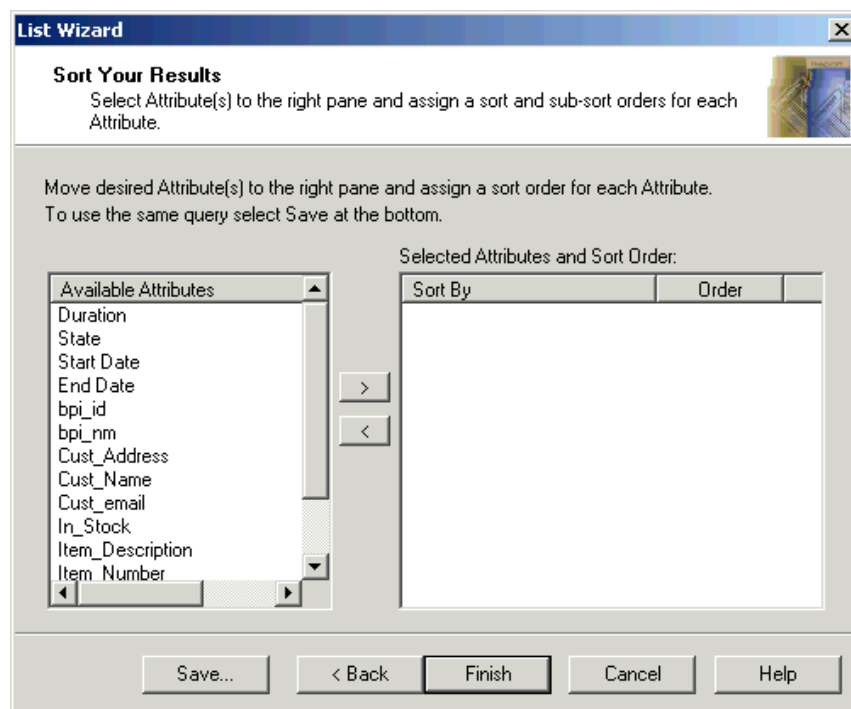 List Wizard
Sort Your Results
Select Attribute(s) to the right pane and assign a sort and sub-sort orders for each
Attribute.
Move desired Attribute(s) to the right pane and assign a sort order for each Attribute.
To use the same query select Save at the bottom.
Selected Attributes and Sort Order:
Available Attributes
Sort By
Order
Duration
State
Start Date
End Date
bpi_id
bpi_nm
Cust_Address
Cust_Name
Cust_email
In_Stock
Item_Description
Item_Number
>
<
Save...
< Back
Finish
Cancel
Help